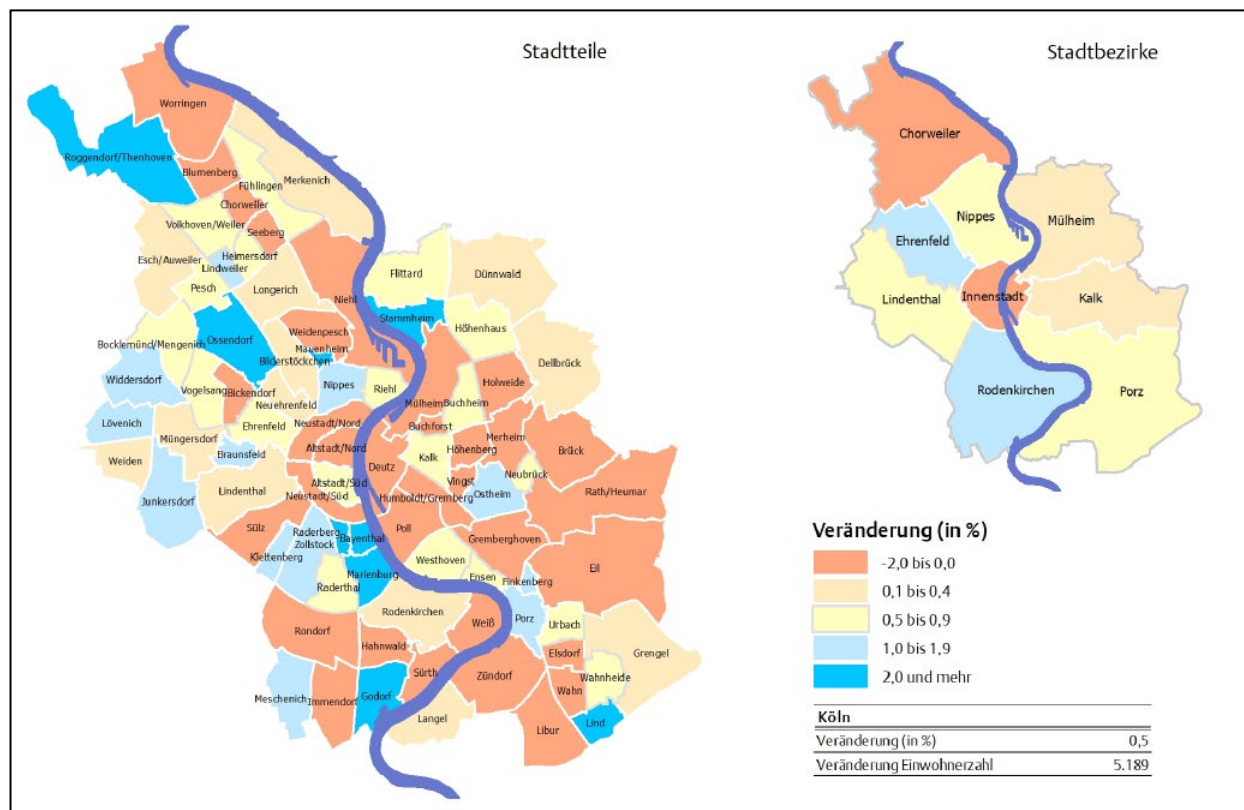 Stadtteile
Stadtbezirke
Worringen
Roggendorf/Thenhoven
Blumenberg
Fühlingen
Merkenich
Chorweiler
Volkhoven/Weiler
Seeberg
Heimersdorf
Esch/Auweiler
Lindweiler
Pesch
Longerich
Niehl
Flittard
Dünnwald
Stammheim
Weidenpesch
Höhenhaus
Ossendorf
Mauenheim
Bocklemünd/Mengenich
Bilderstöckchen
Dellbrück
Widdersdorf
Nippes
Riehl
Holweide
Vogelsang
Bickendorf
Neuehrenfeld
Mülheim
Buchheim
Lövenich
Ehrenfeld
Neustadt/Nord
Buchforst
Müngersdorf
Merheim
Altstadt/Nord
Höhenberg
Brück
Weiden
Braunsfeld
Kalk
Deutz
Neubrück
Vingst
Altstadt/Süd
Lindenthal
Neustadt/Süd
Humboldt/Gremberg
Ostheim
Rath/Heumar
Junkersdorf
Sülz
Raderberg
Bayenthal
Poll
Zollstock
Gremberghoven
Klettenberg
Westhoven
Eil
Marienburg
Ensen
Finkenberg
Raderthal
Rodenkirchen
Porz
Urbach
Weiß
Rondorf
Hahnwald
Elsdorf
Grengel
Sürth
Zündorf
Wahnheide
Wahn
Meschenich
Immendorf
Godorf
Langel
Libur
Lind
Chorweiler
Nippes
Mülheim
Ehrenfeld
Lindenthal
Innenstadt
Kalk
Rodenkirchen
Porz
Veränderung (in %)
-2,0 bis 0,0
0,1 bis 0,4
0,5 bis 0,9
1,0 bis 1,9
2,0 und mehr
Köln
Veränderung (in %) 0,5
Veränderung Einwohnerzahl 5.189